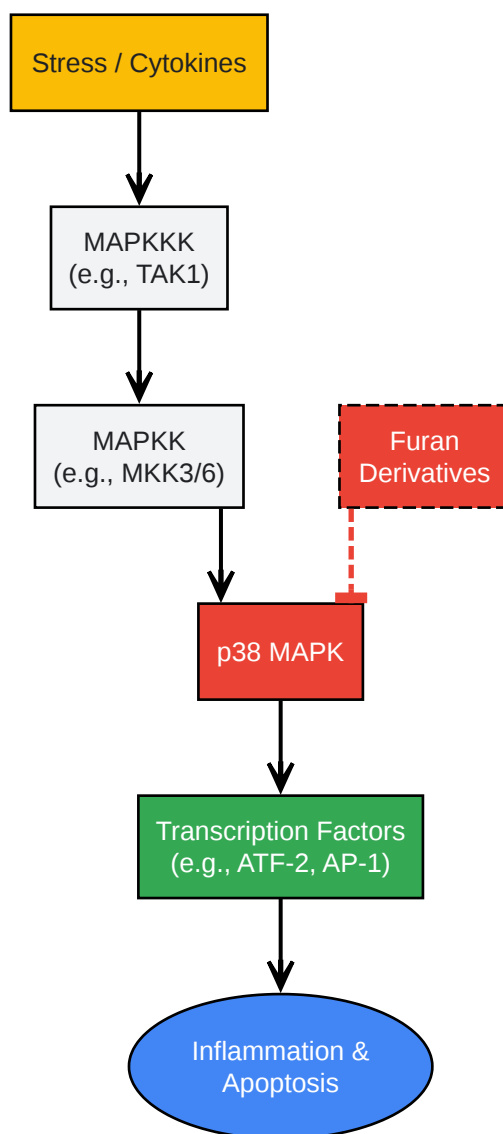 Stress / Cytokines
MAPKKK
(e.g., TAK1)
MAPKK
(e.g., MKK3/6)
Furan
Derivatives
p38 MAPK
Transcription Factors
(e.g., ATF-2, AP-1)
Inflammation &
Apoptosis